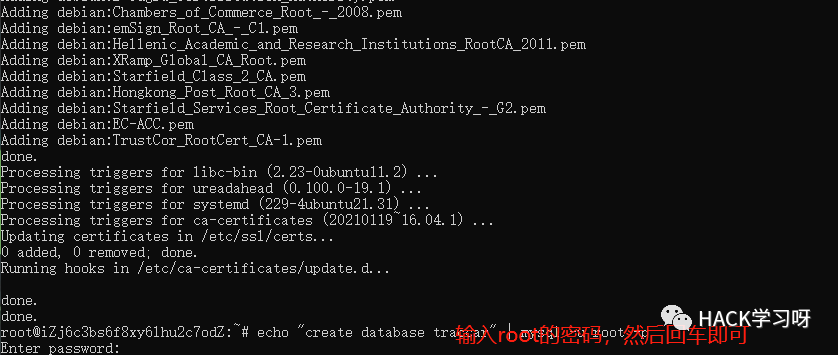 Adding debian:Chambers_of_Commerce_Root_-_2008.pem
Adding debian:emSign_Root_CA_-_C1.pem
Adding debian:Hellenic_Academic_and_Research_Institutions_RootCA_2011.pem
Adding debian:XRamp_Global_CA_Root.pem
Adding debian:Starfield_Class_2_CA.pem
Adding debian:Hongkong_Post_Root_CA_3.pem
Adding debian:Starfield_Services_Root_Certificate_Authority_-_G2.pem
Adding debian:EC-ACC.pem
Adding debian:TrustCor_RootCert_CA-1.pem
done.
Processing triggers for libc-bin (2.23-0ubuntu11.2) ...
Processing triggers for ureadahead (0.100.0-19.1) ...
Processing triggers for systemd (229-4ubuntu21.31) ...
Processing triggers for ca-certificates (20210119~16.04.1) ...
Updating certificates in /etc/ssl/certs...
0 added, 0 removed; done.
Running hooks in /etc/ca-certificates/update.d...
done.
done.
root@iZj6c3bs6f8xy61hu2c7odZ:~# echo "create database traccar" | mysql -u root -p
输入root的密码，然后回车即可
HACK学习呀
Enter password: